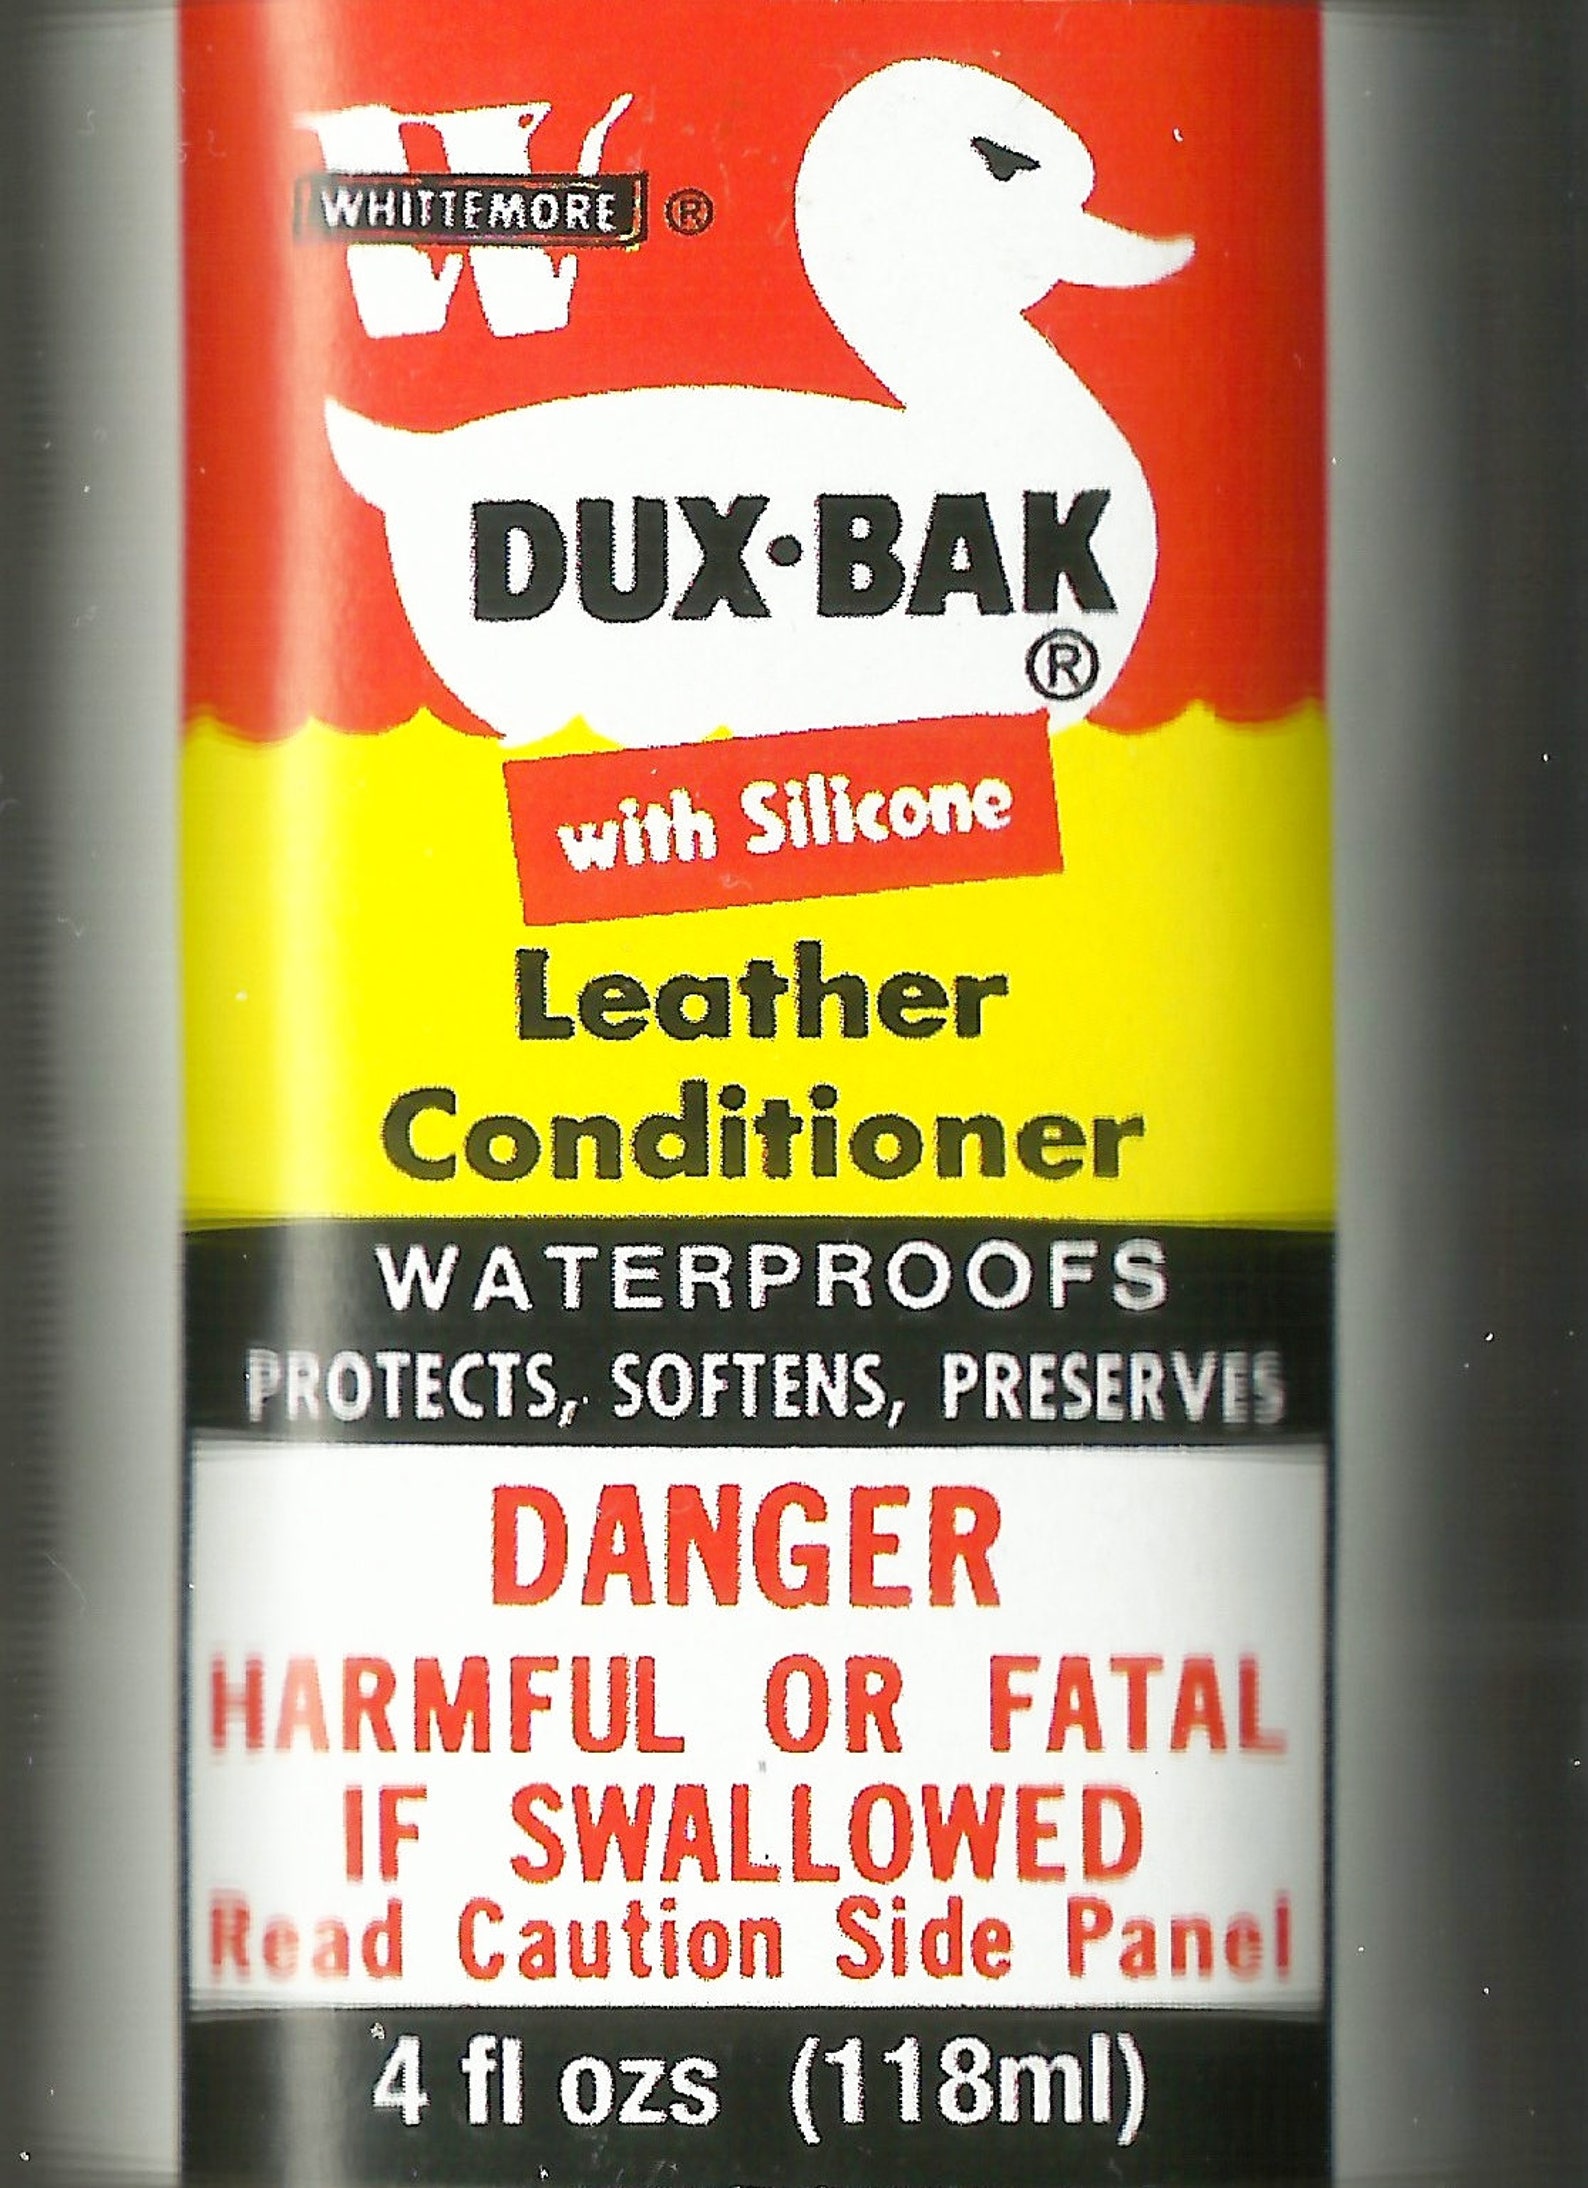 WHITTEMORE ®
DUX•BAK
®
with Silicone
Leather
Conditioner
WATERPROOFS
PROTECTS, SOFTENS, PRESERVES
DANGER
HARMFUL OR FATAL
IF SWALLOWED
Read Caution Side Panel
4 fl ozs (118ml)